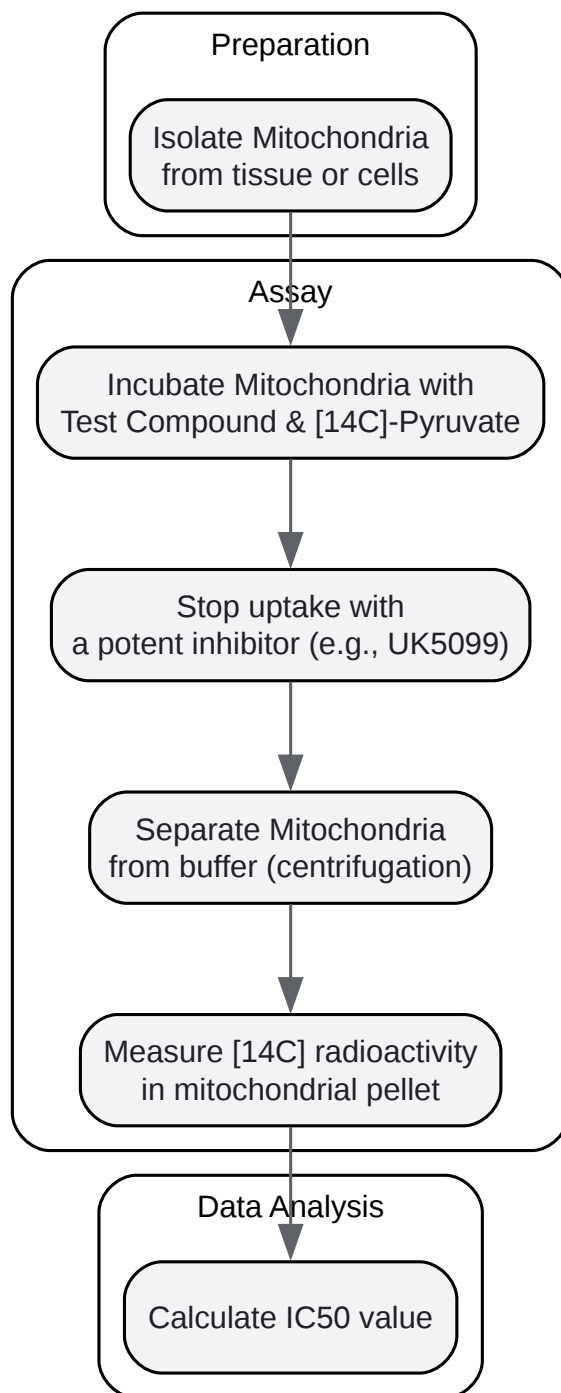 Preparation
Isolate Mitochondria
from tissue or cells
Assay
Incubate Mitochondria with
Test Compound & [14C]-Pyruvate
Stop uptake with
a potent inhibitor (e.g., UK5099)
Separate Mitochondria
from buffer (centrifugation)
Measure [14C] radioactivity
in mitochondrial pellet
Data Analysis
Calculate IC50 value